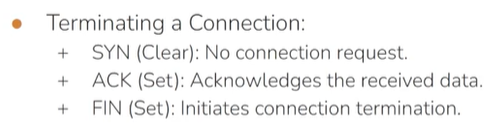 ● Terminating a Connection:
+ SYN (Clear): No connection request.
+ ACK (Set): Acknowledges the received data.
+ FIN (Set): Initiates connection termination.